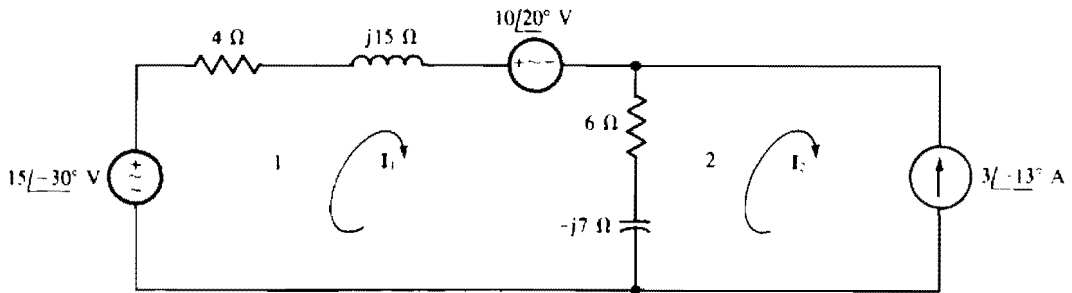 10/20° V
4 Ω
j15 Ω
+ ~ −
6 Ω
1
I₁
2
I₂
15/−30° V
+
~
−
3/−13° A
-j7 Ω